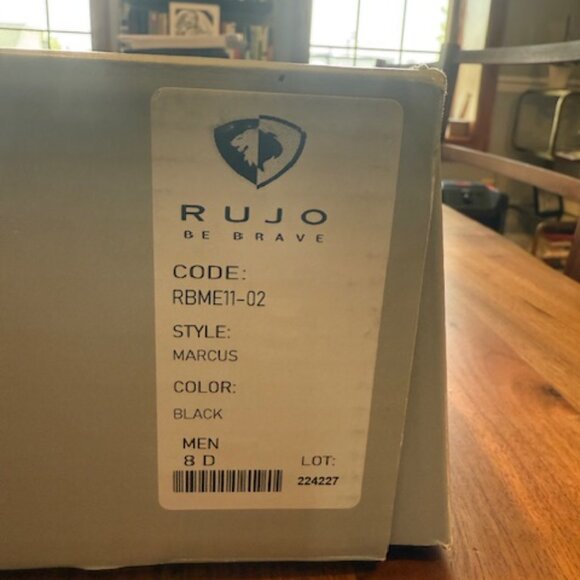 RUJO
BE BRAVE
CODE:
RBME11-02
STYLE:
MARCUS
COLOR:
BLACK
MEN
8 D
LOT:
224227